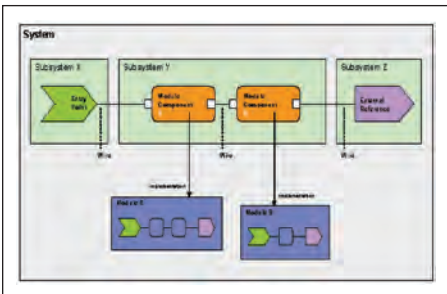 System
Subsystem X
Subsystem Y
Subsystem Z
Entry
Point
Module
Component
Module
Component
External
Reference
Wire
Wire
Wire
Implementation
Implementation
Module
Module